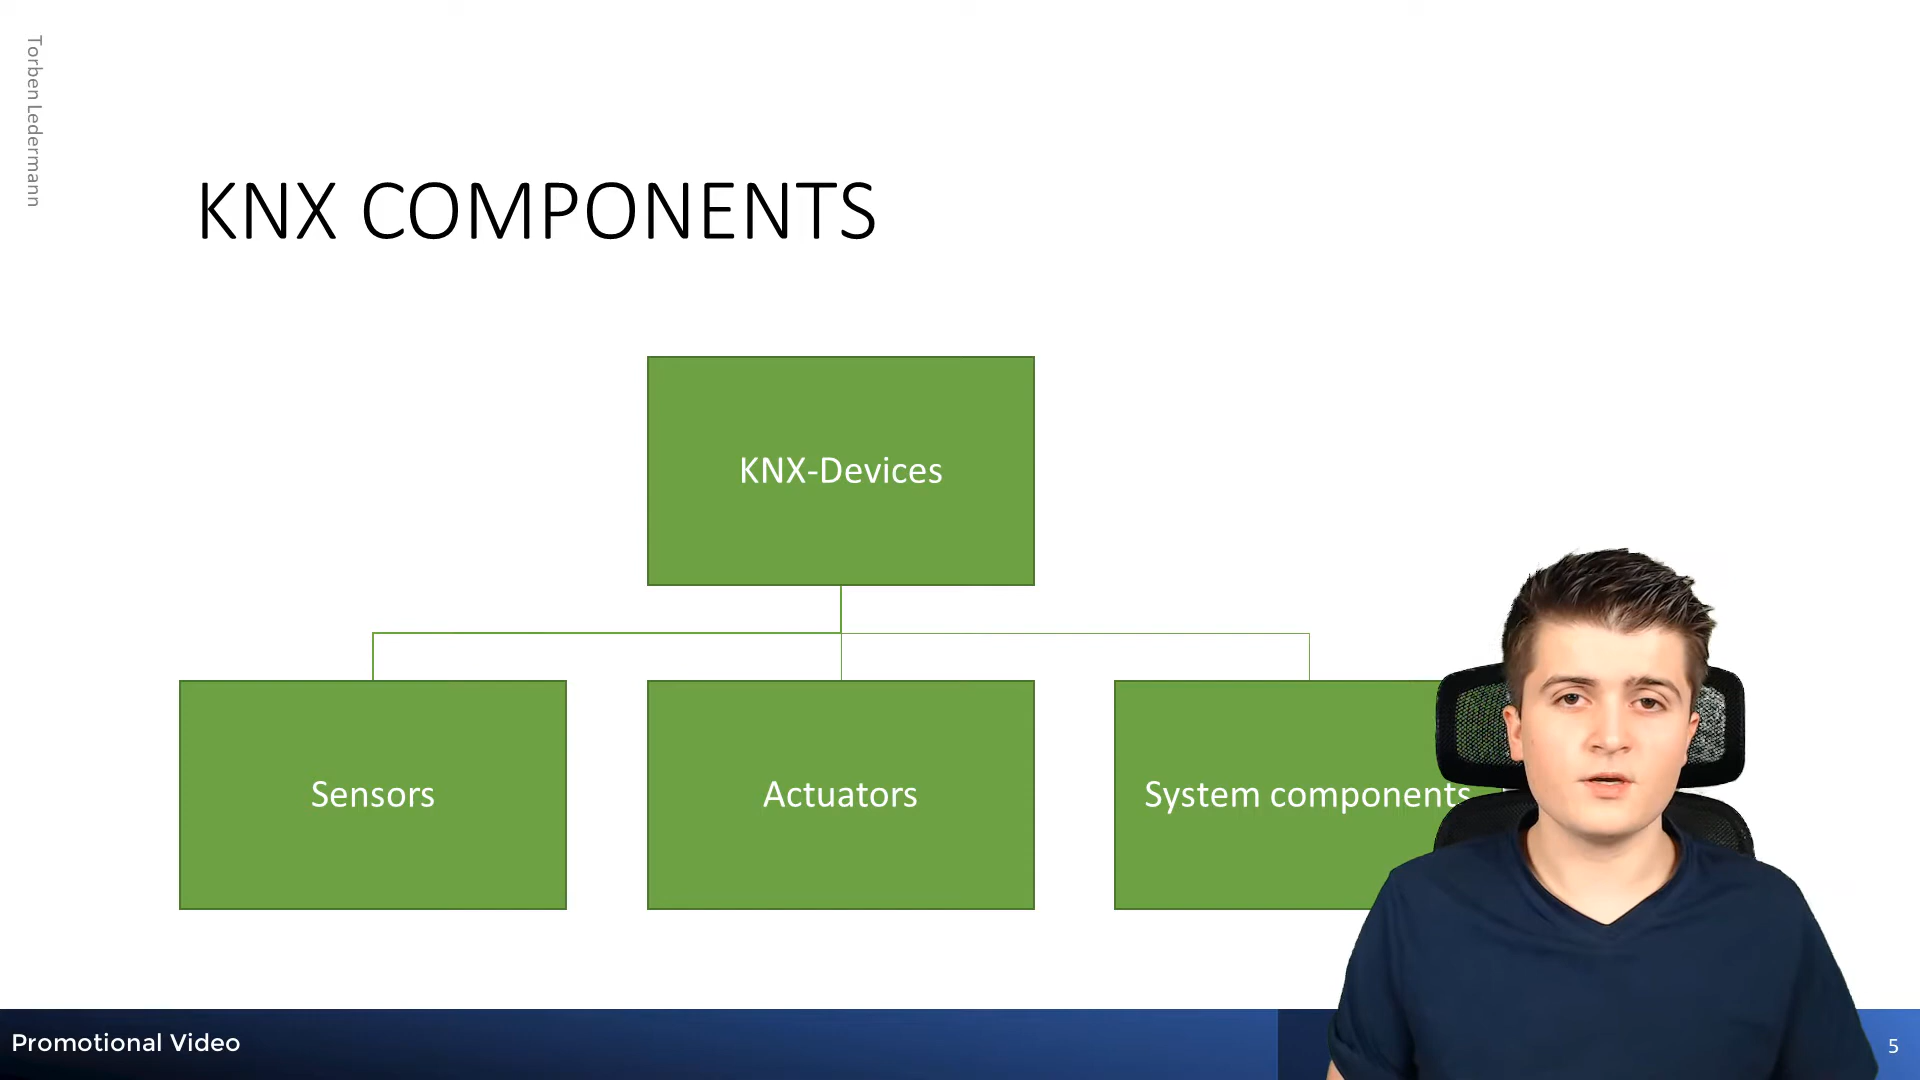 Torben Ledermann
KNX COMPONENTS
KNX-Devices
Sensors
Actuators
System components
Promotional Video
5